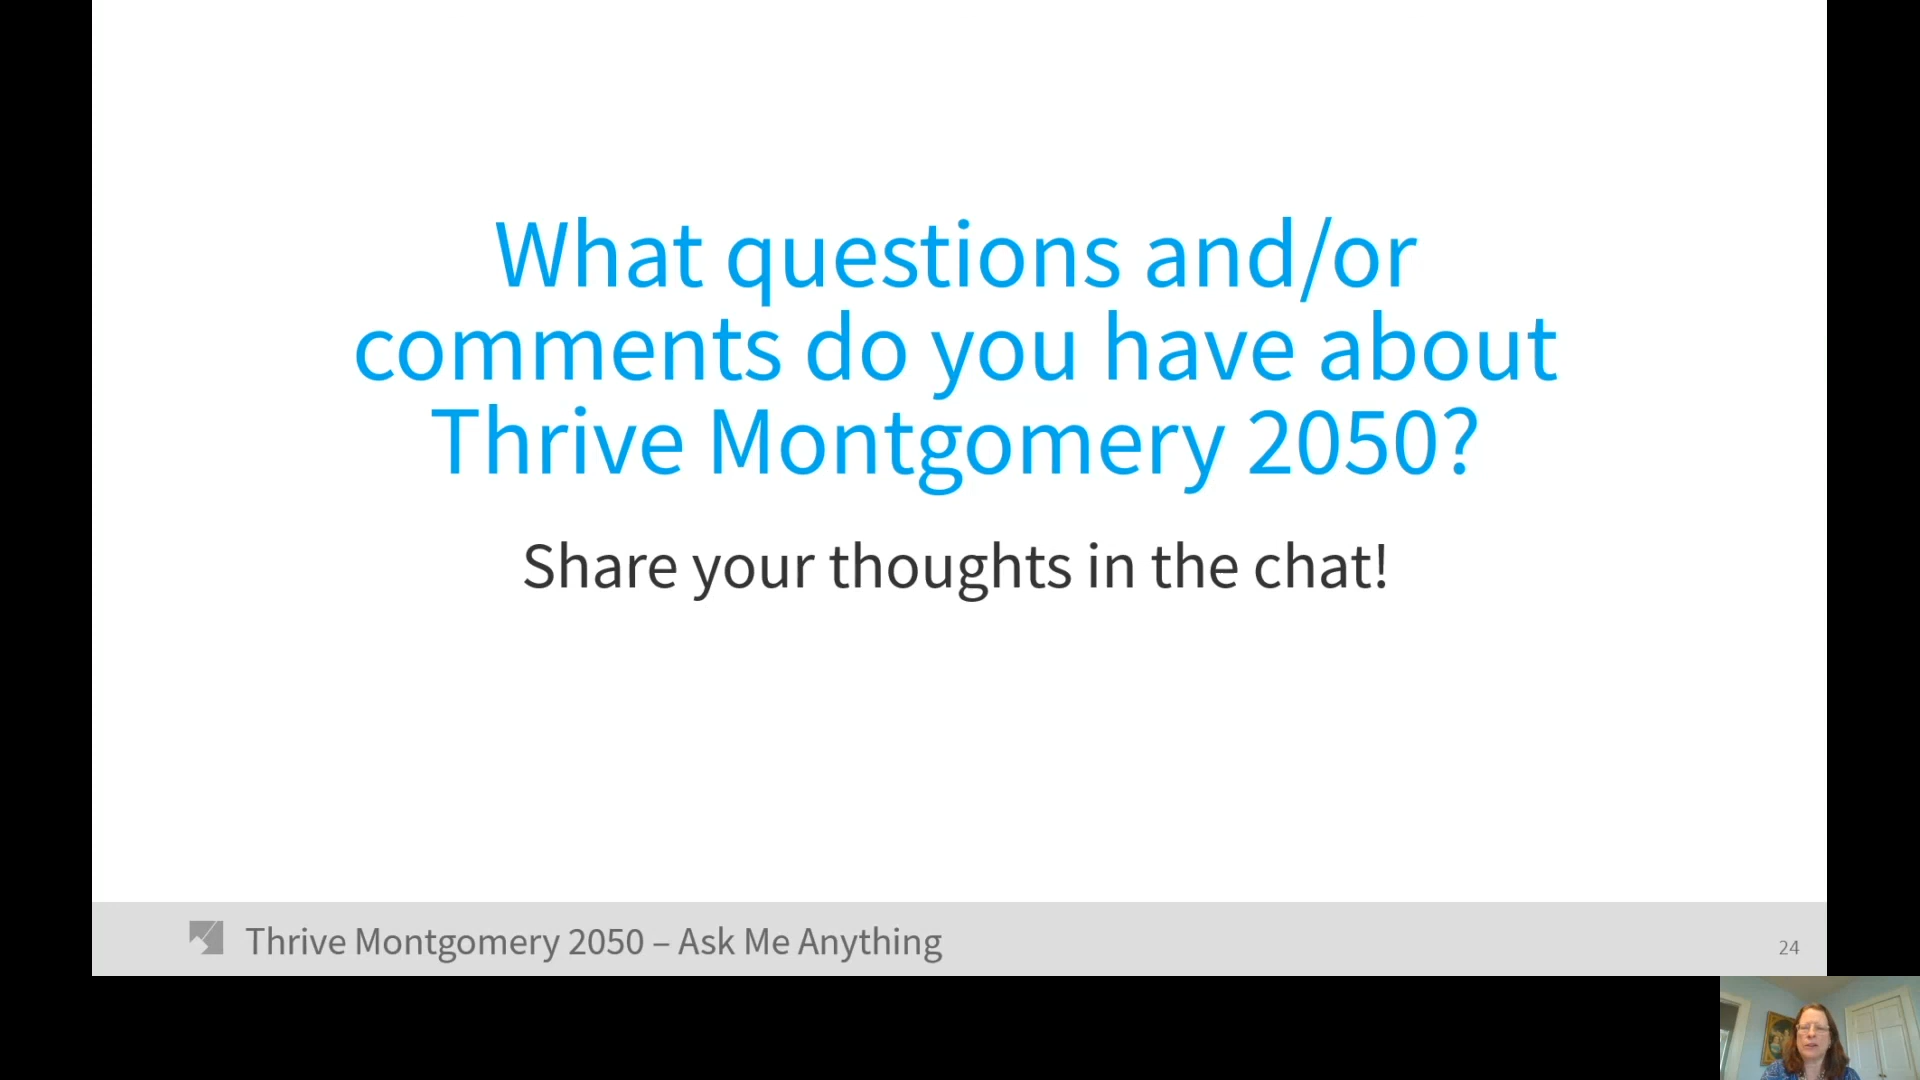 What questions and/or
comments do you have about
Thrive Montgomery 2050?
Share your thoughts in the chat!
Thrive Montgomery 2050 – Ask Me Anything
24